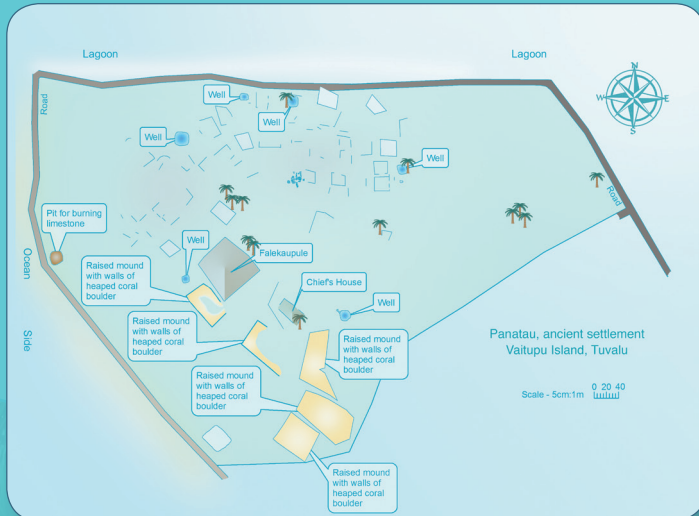 Lagoon
Lagoon
N
W
E
S
Road
Well
Well
Well
Well
Road
Pit for burning
limestone
Well
Falekaupule
Ocean
Side
Raised mound
with walls of
heaped coral
boulder
Chief's House
Well
Raised mound
with walls of
heaped coral
boulder
Raised mound
with walls of
heaped coral
boulder
Raised mound
with walls of
heaped coral
boulder
Raised mound
with walls of
heaped coral
boulder
Panatau, ancient settlement
Vaitupu Island, Tuvalu
Scale - 5cm:1m
0 20 40